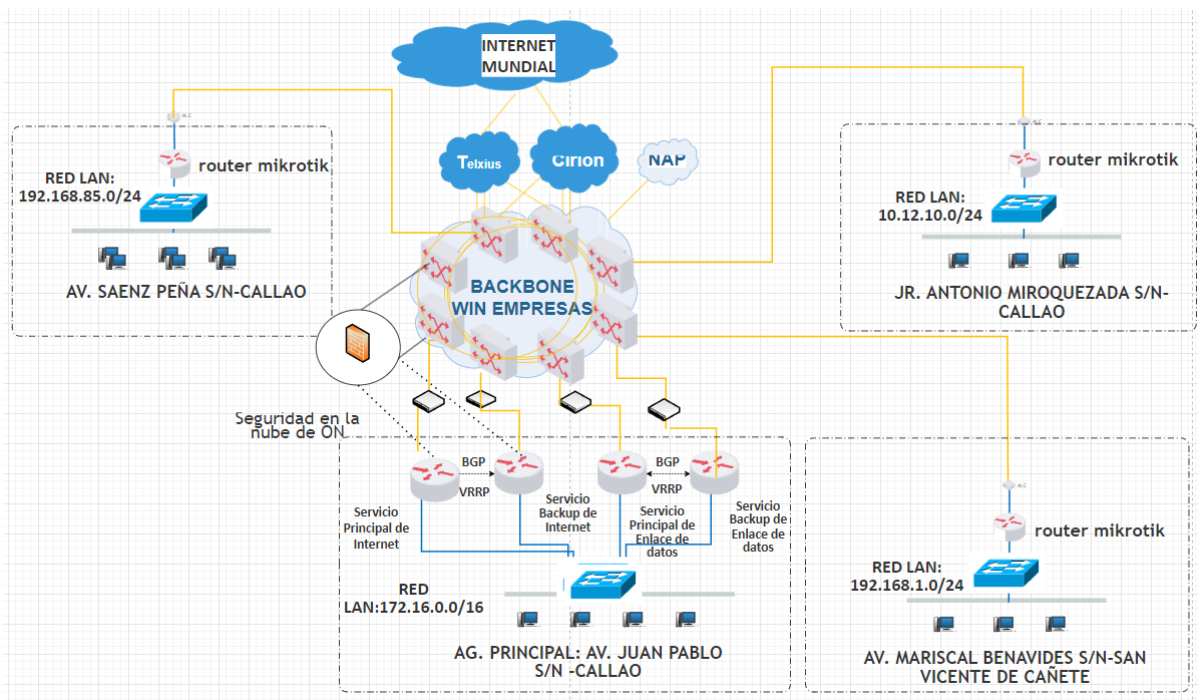 INTERNET
MUNDIAL
Telxius
Cirion
NAP
BACKBONE
WIN EMPRESAS
A.C
router mikrotik
RED LAN:
192.168.85.0/24
AV. SAENZ PEÑA S/N-CALLAO
router mikrotik
RED LAN:
10.12.10.0/24
JR. ANTONIO MIROQUEZADA S/N-
CALLAO
Seguridad en la
nube de ON
BGP
VRRP
BGP
VRRP
Servicio
Principal de
Internet
Servicio
Backup de
Internet
Servicio
Principal de
Enlace de
datos
Servicio
Backup de
Enlace de
datos
RED
LAN:172.16.0.0/16
AG. PRINCIPAL: AV. JUAN PABLO
S/N -CALLAO
A.C
router mikrotik
RED LAN:
192.168.1.0/24
AV. MARISCAL BENAVIDES S/N-SAN
VICENTE DE CAÑETE